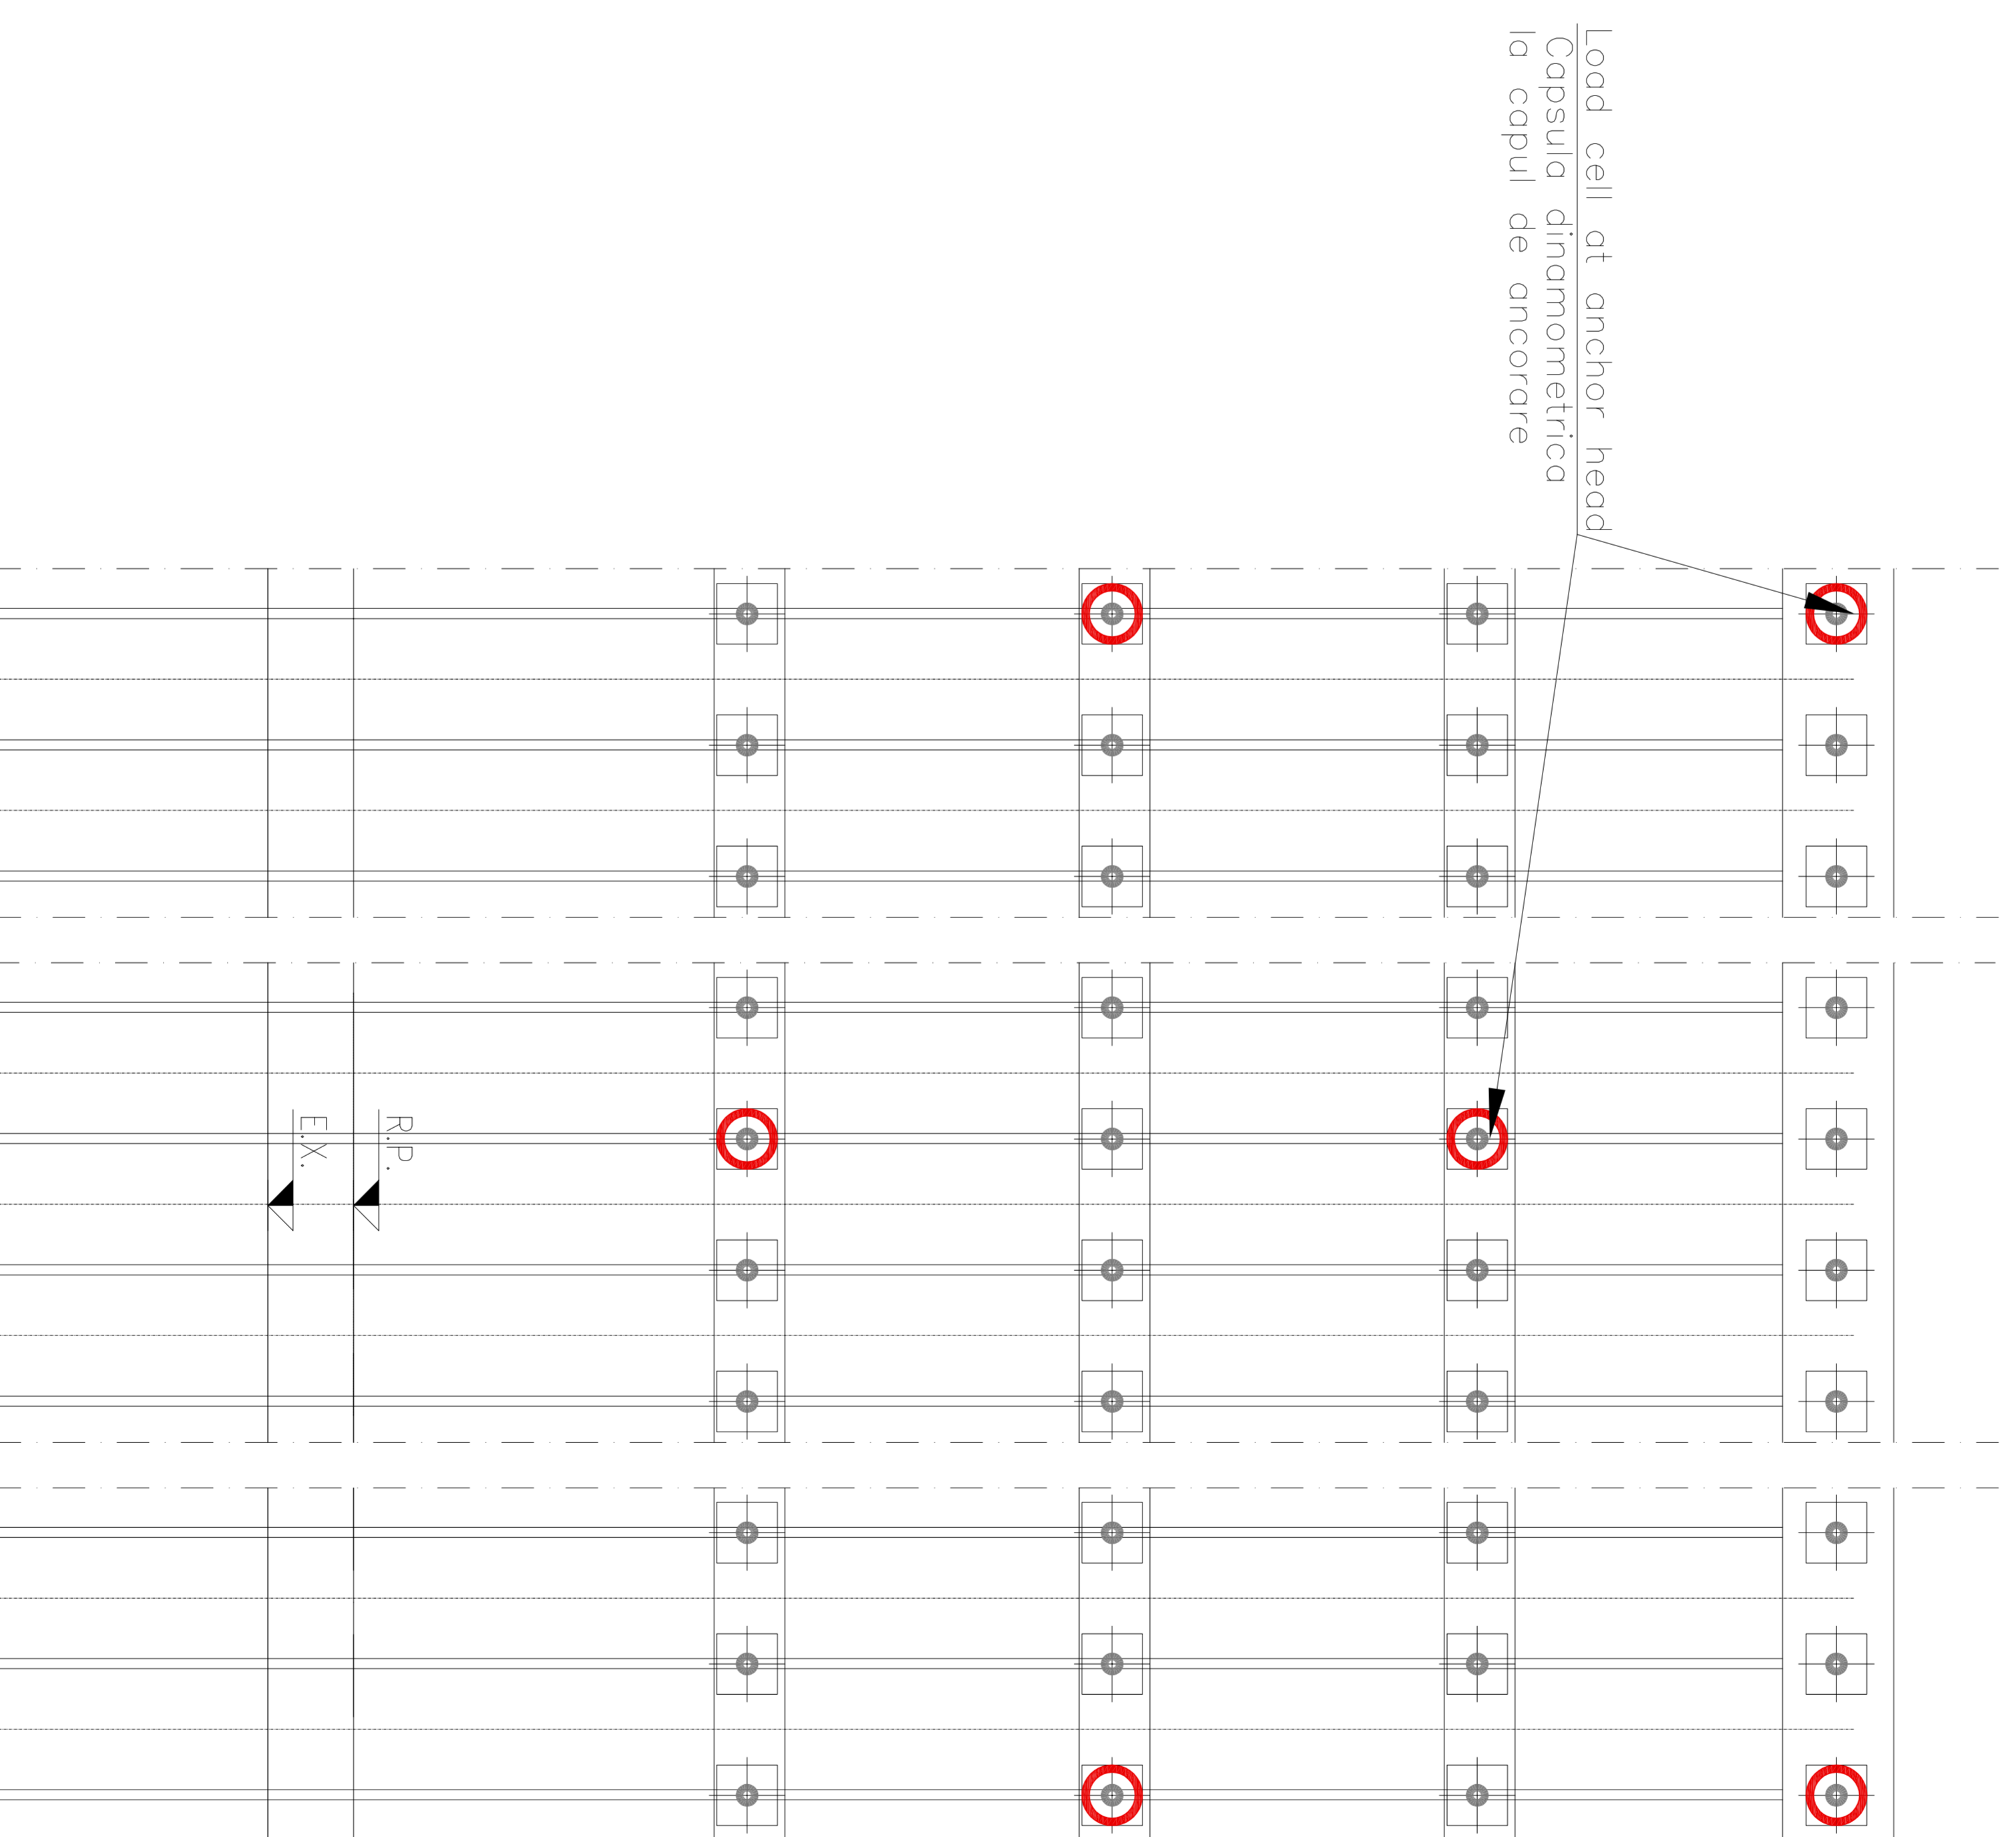 Load cell at anchor head
Capsula dinamometrica
la capul de ancorare
R.P.
E.X.